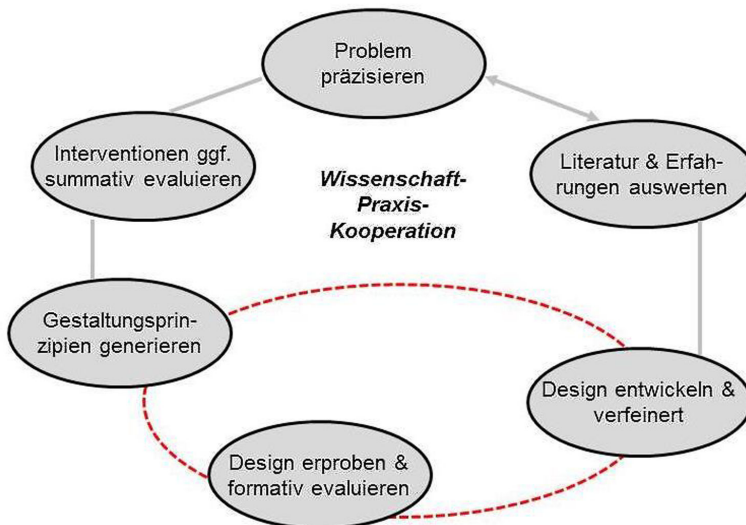 Problem
präzisieren
Literatur & Erfah-
rungen auswerten
Design entwickeln &
verfeinert
Design erproben &
formativ evaluieren
Gestaltungsprin-
zipien generieren
Interventionen ggf.
summativ evaluieren
Wissenschaft-
Praxis-
Kooperation